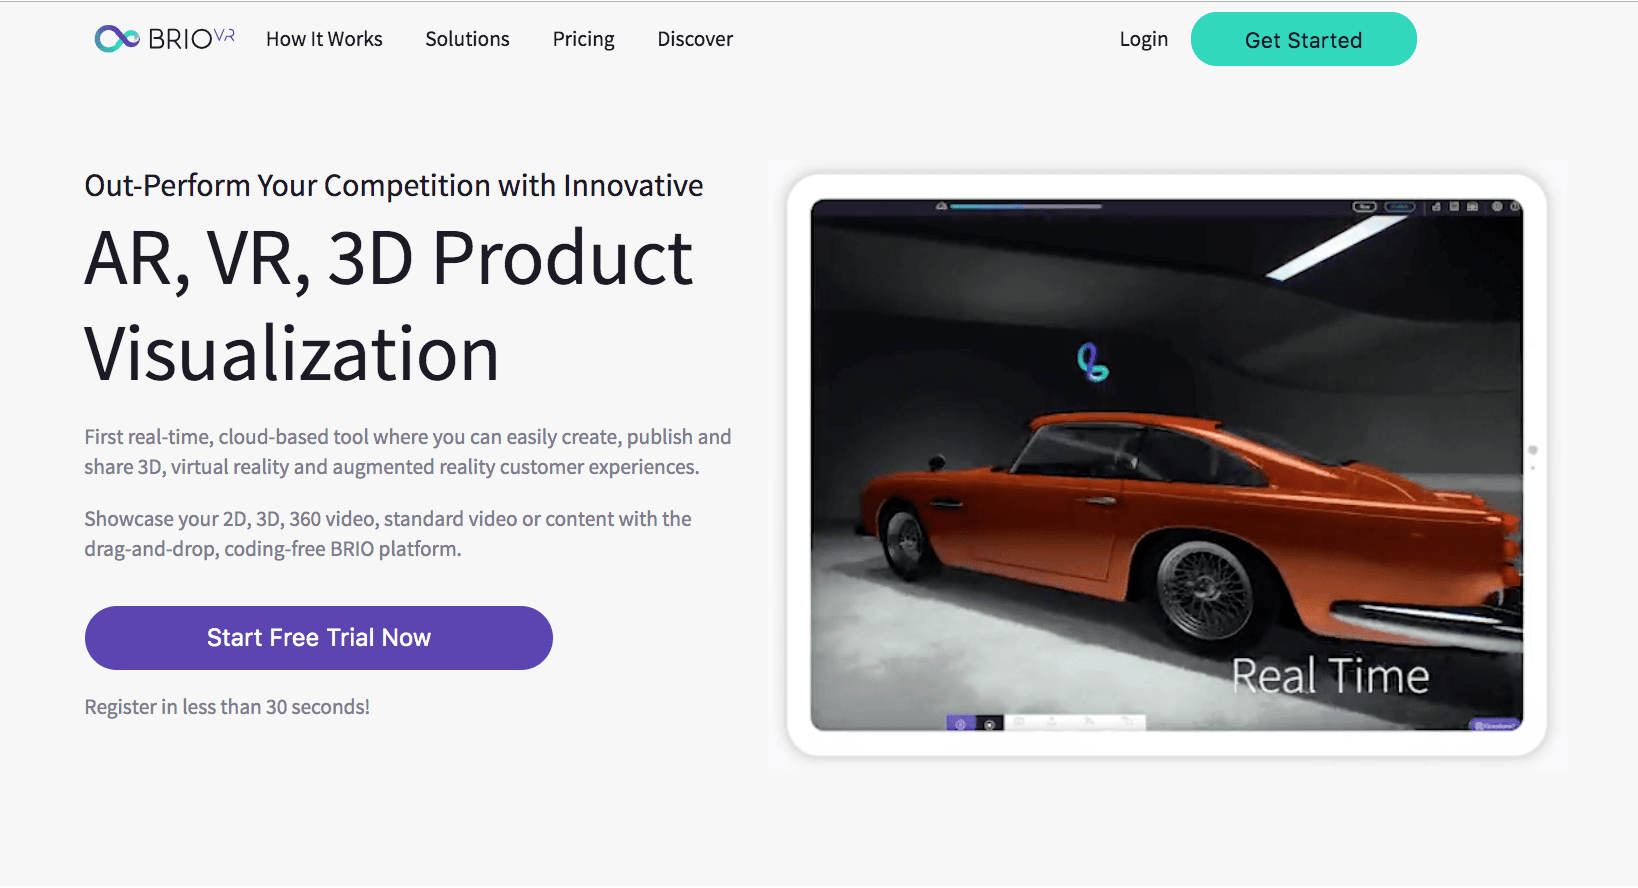 BRIO VR
How It Works
Solutions
Pricing
Discover
Login
Get Started
Out-Perform Your Competition with Innovative
AR, VR, 3D Product
Visualization
First real-time, cloud-based tool where you can easily create, publish and
share 3D, virtual reality and augmented reality customer experiences.
Showcase your 2D, 3D, 360 video, standard video or content with the
drag-and-drop, coding-free BRIO platform.
Start Free Trial Now
Register in less than 30 seconds!
Real Time